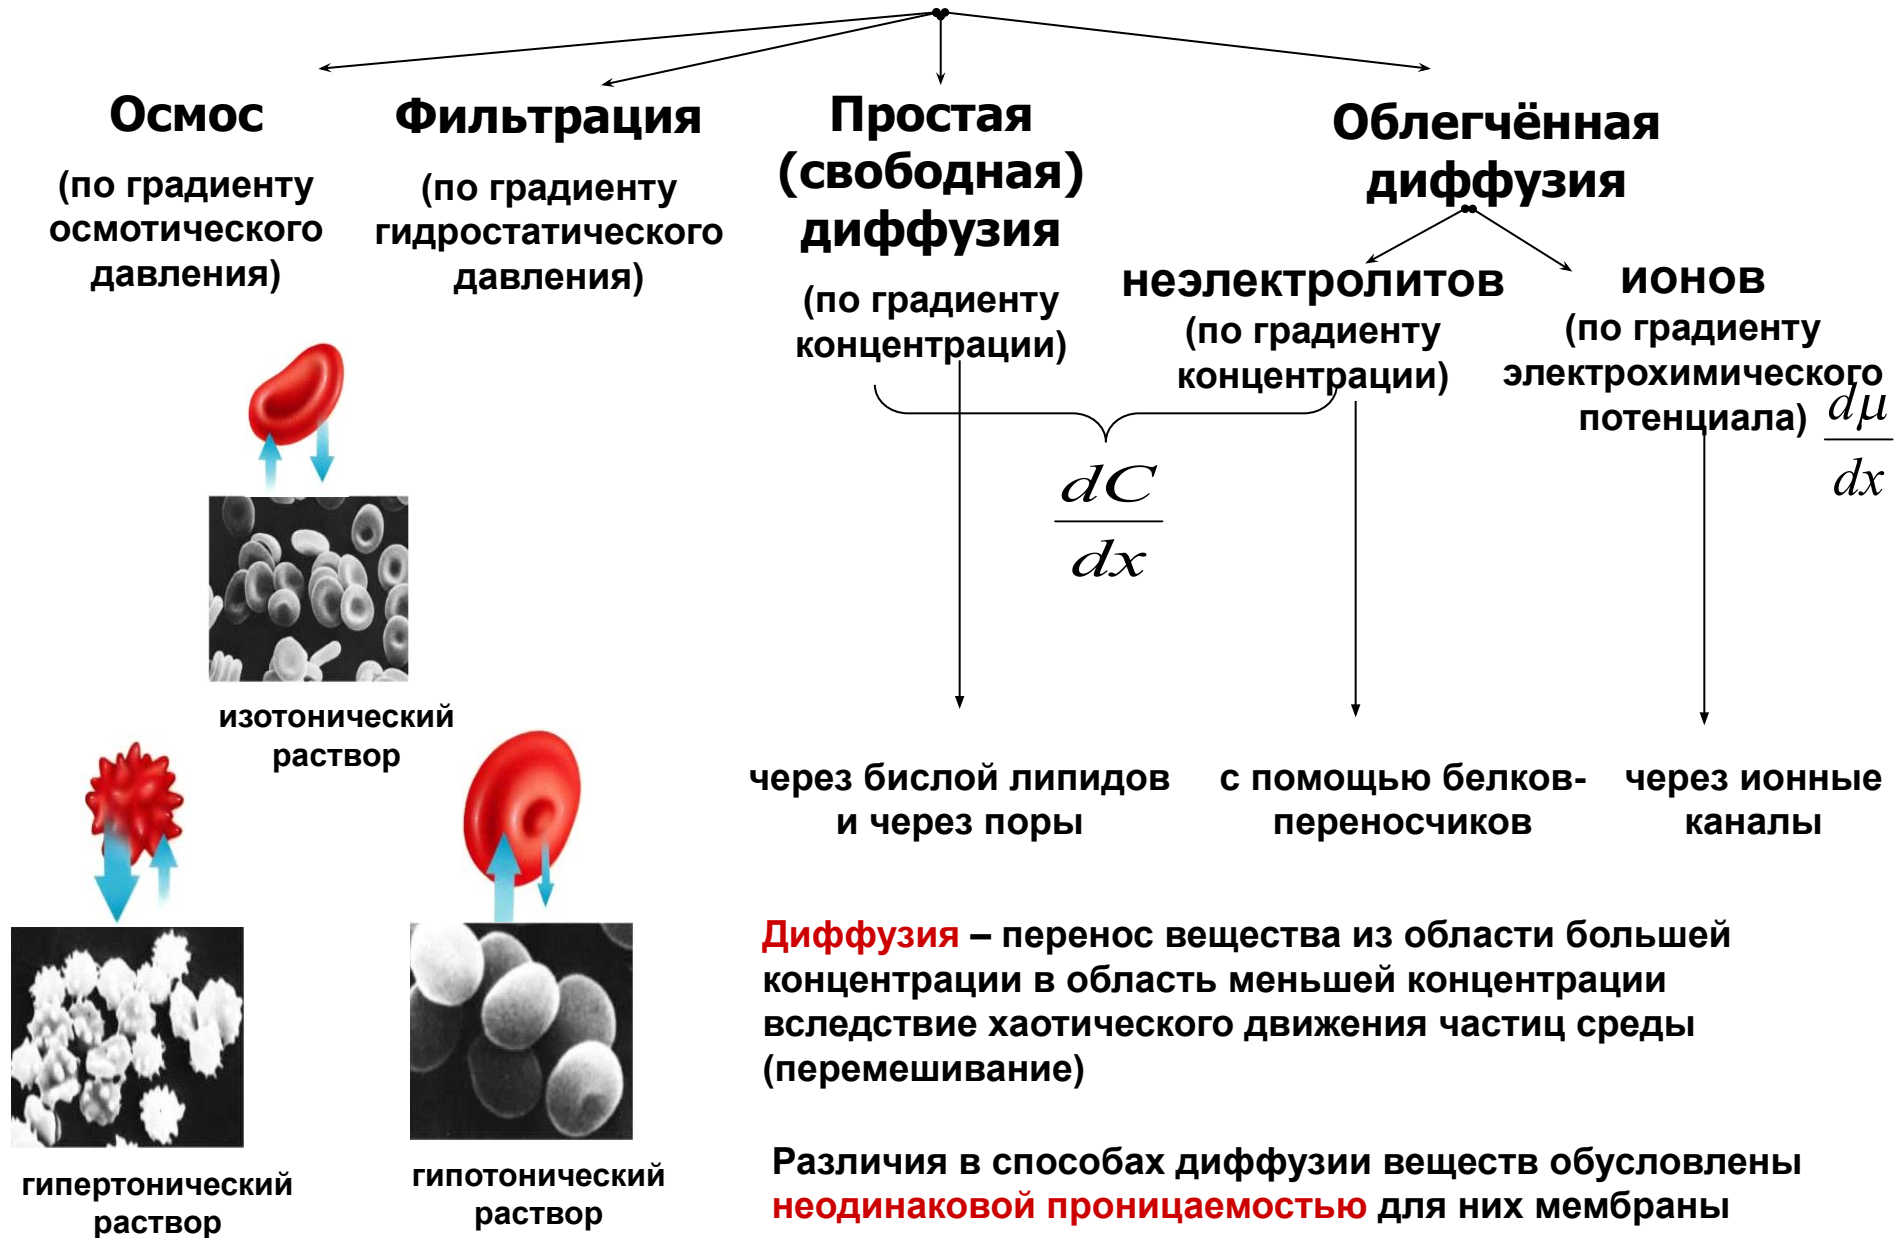 Осмос
(по градиенту
осмотического
давления)
Фильтрация
(по градиенту
гидростатического
давления)
Простая
(свободная)
диффузия
(по градиенту
концентрации)
Облегчённая
диффузия
неэлектролитов
(по градиенту
концентрации)
ионов
(по градиенту
электрохимического
потенциала)
dμ
dx
dC
dx
изотонический
раствор
через бислой липидов
и через поры
с помощью белков-
переносчиков
через ионные
каналы
Диффузия – перенос вещества из области большей
концентрации в область меньшей концентрации
вследствие хаотического движения частиц среды
(перемешивание)
гипертонический
раствор
гипотонический
раствор
Различия в способах диффузии веществ обусловлены
неодинаковой проницаемостью для них мембраны